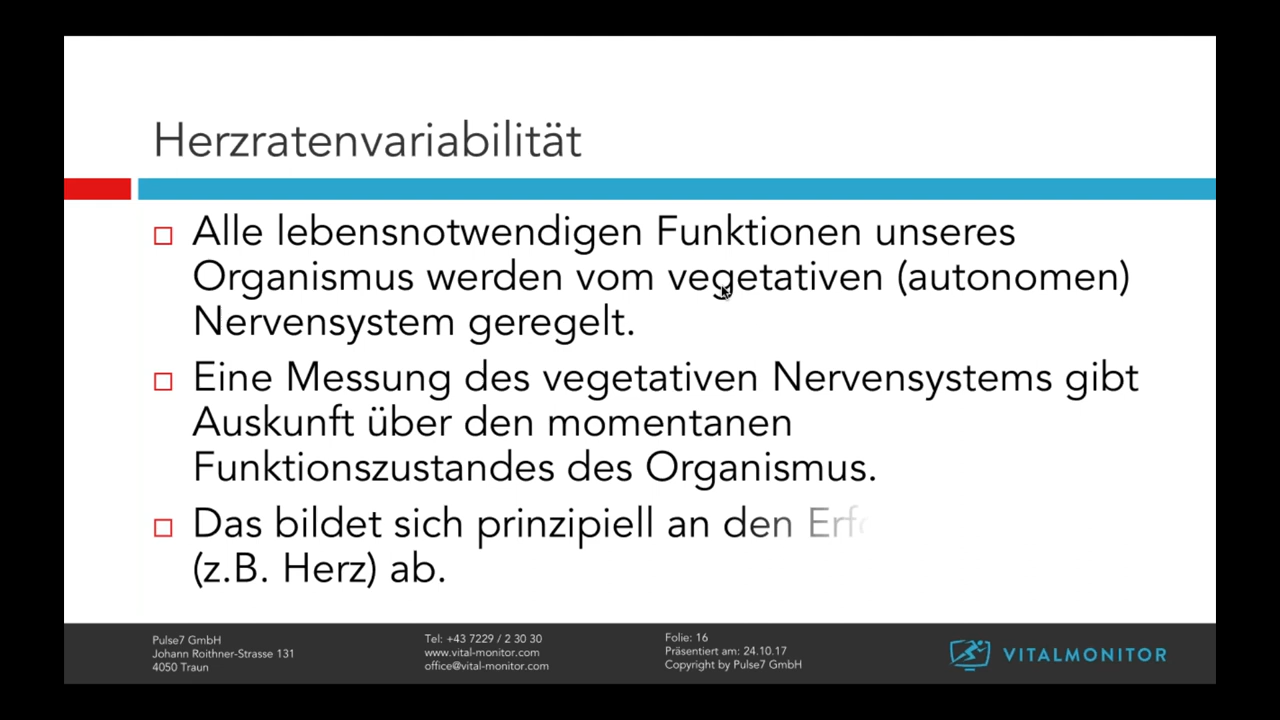 Herzratenvariabilität
Alle lebensnotwendigen Funktionen unseres
Organismus werden vom vegetativen (autonomen)
Nervensystem geregelt.
Eine Messung des vegetativen Nervensystems gibt
Auskunft über den momentanen
Funktionszustandes des Organismus.
Das bildet sich prinzipiell an den
(z.B. Herz) ab.
Pulse7 GmbH
Johann Roithner-Strasse 131
4050 Traun
Tel: +43 7229 / 2 30 30
www.vital-monitor.com
office@vital-monitor.com
Folie: 16
Präsentiert am: 24.10.17
Copyright by Pulse7 GmbH
VITALMONITOR